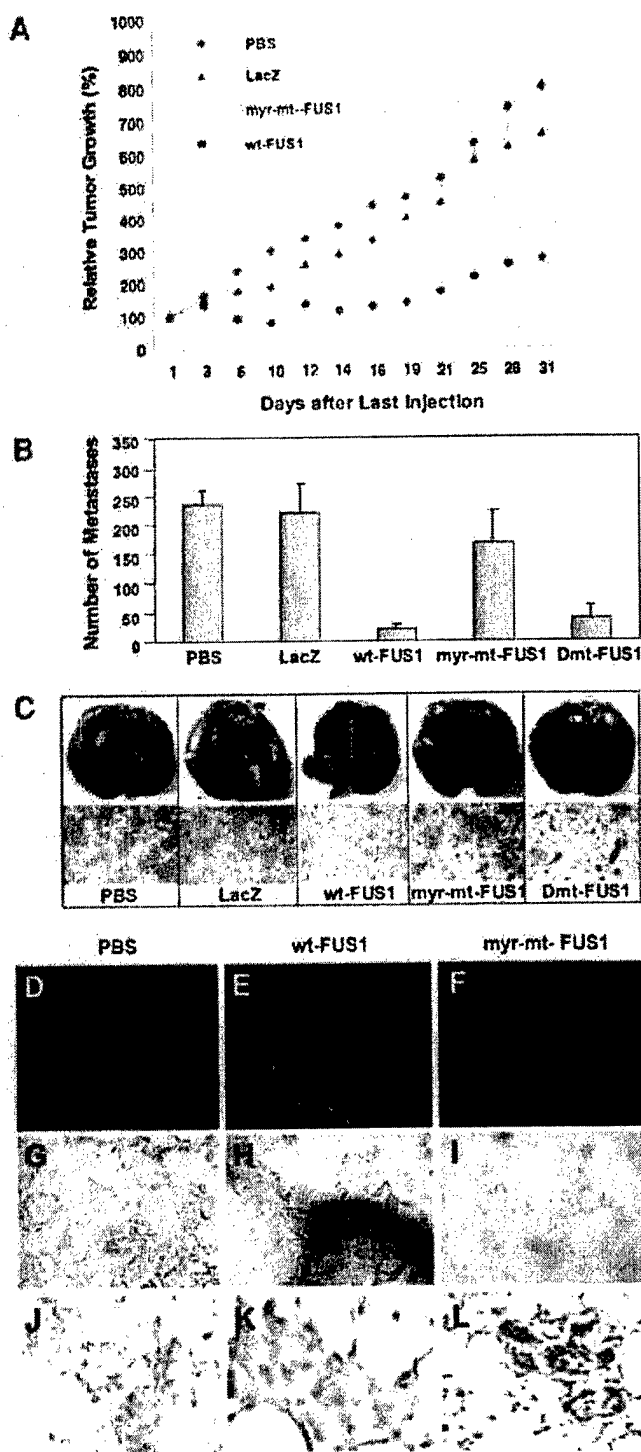 A
Relative Tumor Growth (%)
1000
900
800
700
600
500
400
300
200
100
0
PBS
LacZ
myr-mt--FUS1
wt-FUS1
1 3 6 10 12 14 16 19 21 25 28 31
Days after Last Injection
B
Number of Metastases
350
300
250
200
150
100
50
0
PBS LacZ wt-FUS1 myr-mt-FUS1 Dmt-FUS1
C
PBS LacZ wt-FUS1 myr-mt-FUS1 Dmt-FUS1
PBS wt-FUS1 myr-mt- FUS1
D E F
G H I
J K L